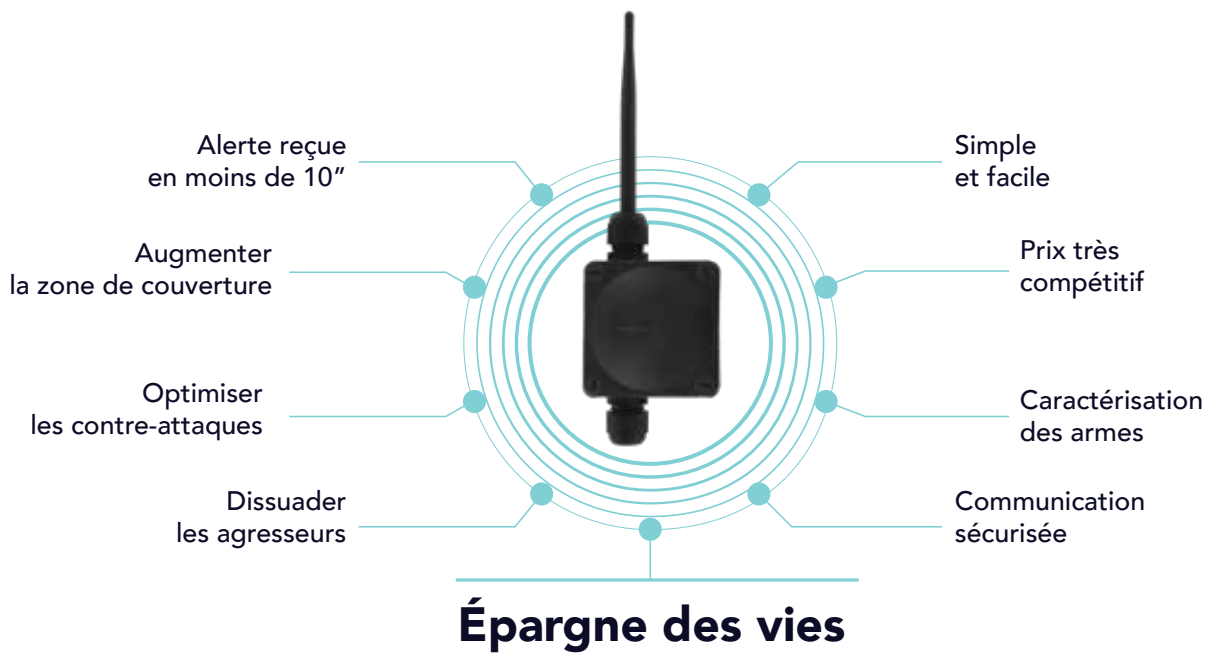 Alerte reçue
en moins de 10”
Augmenter
la zone de couverture
Optimiser
les contre-attaques
Dissuader
les agresseurs
Simple
et facile
Prix très
compétitif
Caractérisation
des armes
Communication
sécurisée
Épargne des vies